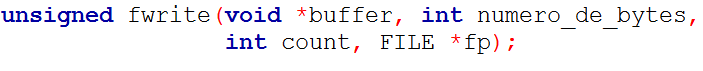 unsigned fwrite(void *buffer, int numero_de_bytes,
int count, FILE *fp);